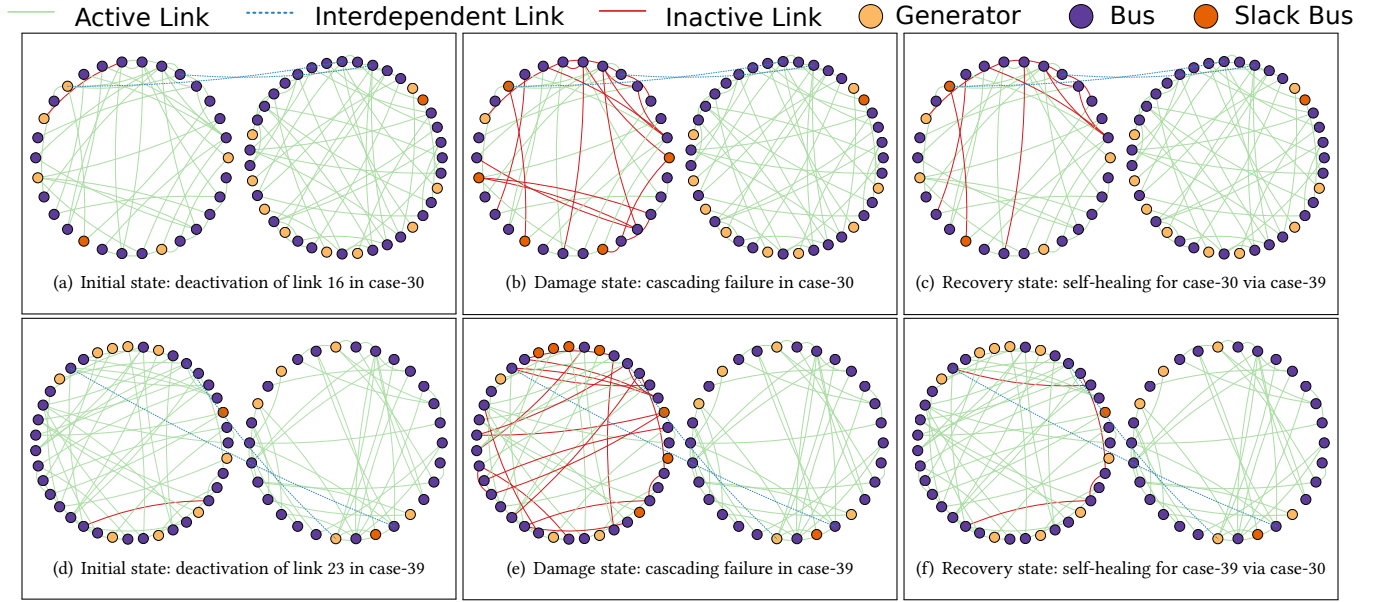 Active Link Interdependent Link Inactive Link Generator Bus Slack Bus
(a) Initial state: deactivation of link 16 in case-30
(b) Damage state: cascading failure in case-30
(c) Recovery state: self-healing for case-30 via case-39
(d) Initial state: deactivation of link 23 in case-39
(e) Damage state: cascading failure in case-39
(f) Recovery state: self-healing for case-39 via case-30